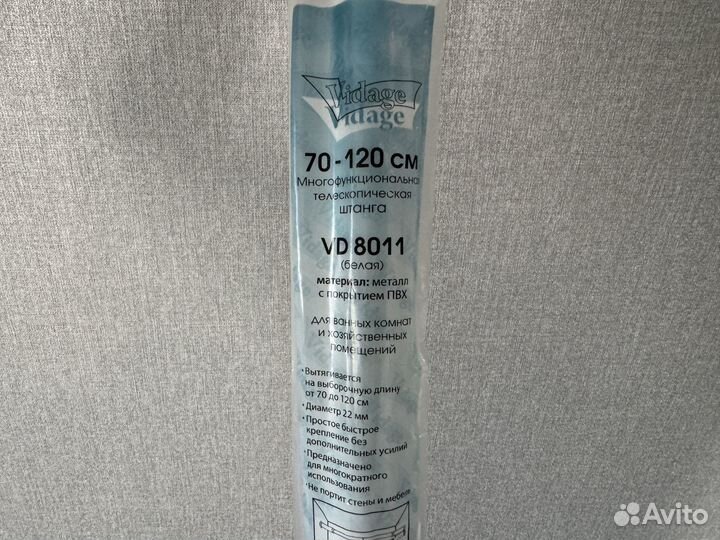 Vidage
Vidage
70-120 СМ
Многофункциональная
телескопическая
штанга
VD 8011
(белая)
материал: металл
с покрытием ПВХ
для ванных комнат
и хозяйственных
помещений
• Вытягивается
на выборочную длину
от 70 до 120 см
• Диаметр 22 мм
• Простое быстрое
крепление без
дополнительных усилий
• Предназначено
для многократного
использования
• Не портит стены и мебель
Avito